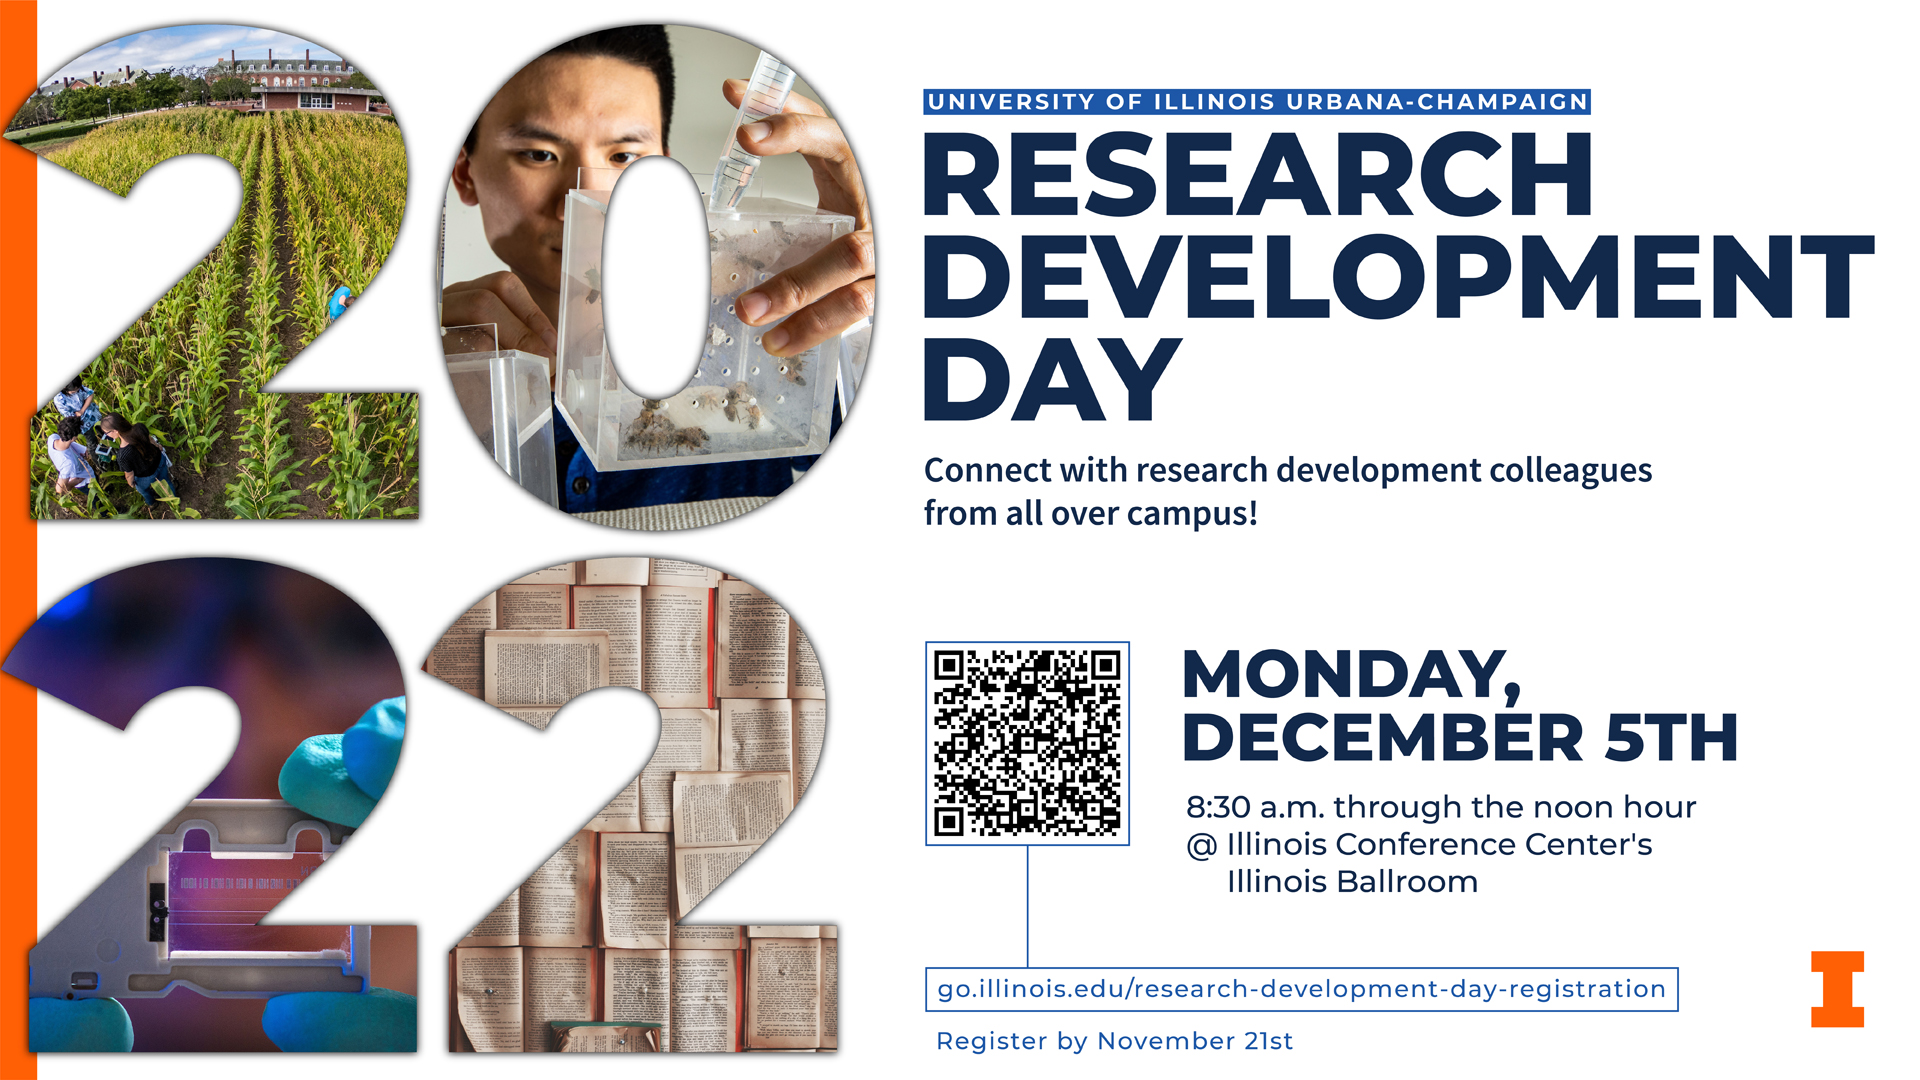 2022
UNIVERSITY OF ILLINOIS URBANA-CHAMPAIGN
RESEARCH
DEVELOPMENT
DAY
Connect with research development colleagues
from all over campus!
MONDAY,
DECEMBER 5TH
8:30 a.m. through the noon hour
@ Illinois Conference Center's
Illinois Ballroom
go.illinois.edu/research-development-day-registration
Register by November 21st
I